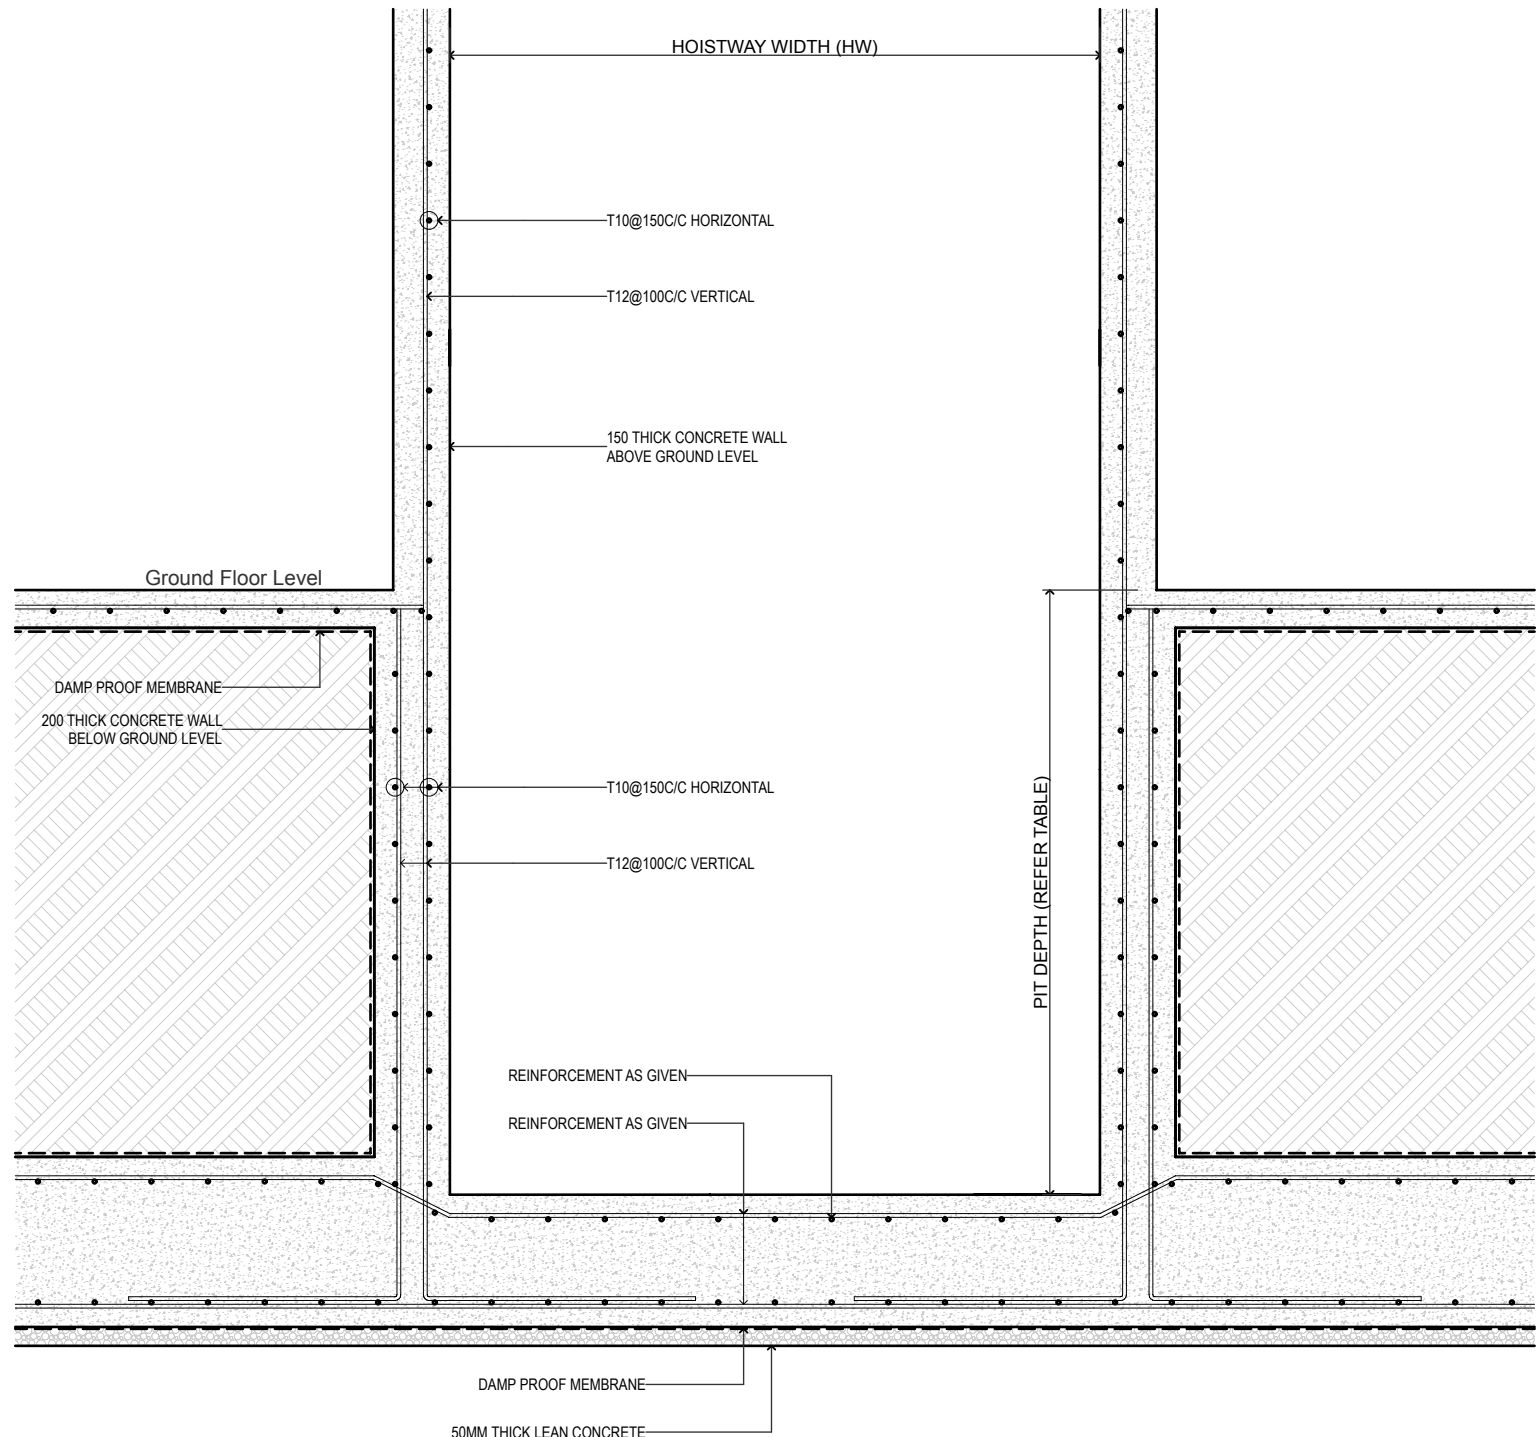 HOISTWAY WIDTH (HW)
T10@150C/C HORIZONTAL
T12@100C/C VERTICAL
150 THICK CONCRETE WALL
ABOVE GROUND LEVEL
Ground Floor Level
DAMP PROOF MEMBRANE
200 THICK CONCRETE WALL
BELOW GROUND LEVEL
T10@150C/C HORIZONTAL
T12@100C/C VERTICAL
PIT DEPTH (REFER TABLE)
REINFORCEMENT AS GIVEN
REINFORCEMENT AS GIVEN
DAMP PROOF MEMBRANE
50MM THICK LEAN CONCRETE